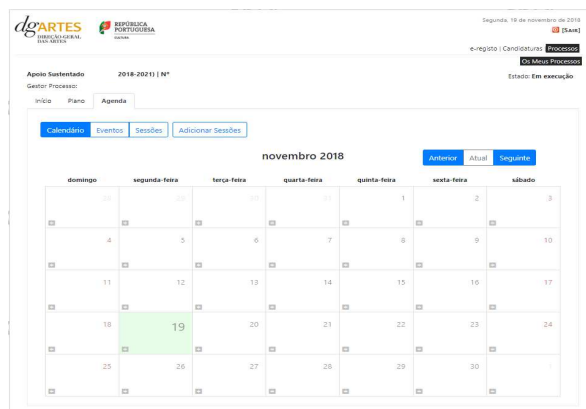 Segunda, 19 de novembro de 2018
dgARTES
DIREÇÃO-GERAL
DAS ARTES
REPÚBLICA
PORTUGUESA
CULTURA
[SAIR]
e-registo | Candidaturas Processos
Os Meus Processos
Apoio Sustentado 2018-2021) | Nº
Estado: Em execução
Gestor Processo:
Início Plano Agenda
Calendário Eventos Sessões Adicionar Sessões
novembro 2018
Anterior Atual Seguinte
domingo segunda-feira terça-feira quarta-feira quinta-feira sexta-feira sábado
28 29 30 31 1 2 3
4 5 6 7 8 9 10
11 12 13 14 15 16 17
18 19 20 21 22 23 24
25 26 27 28 29 30 1